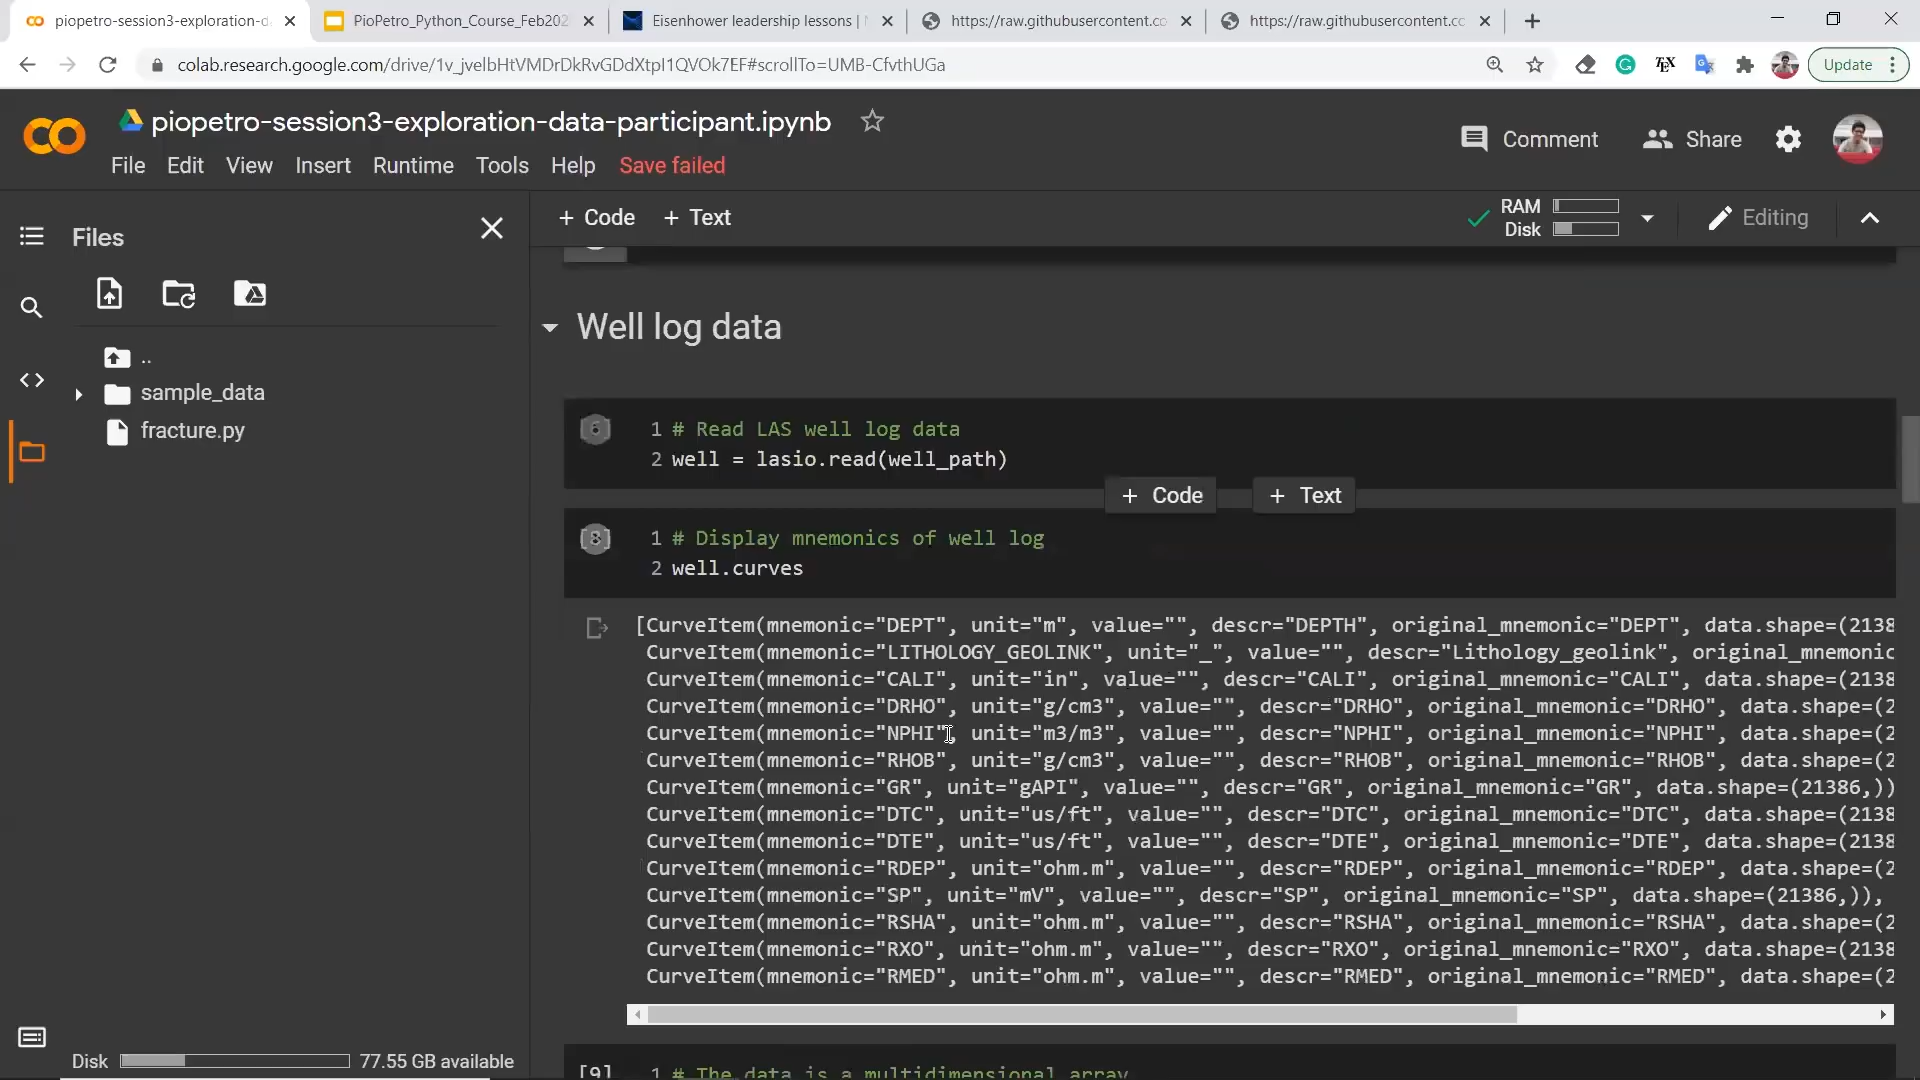 piopetro-session3-exploration-da
PioPetro_Python_Course_Feb202
Eisenhower leadership lessons |
https://raw.githubusercontent.co
https://raw.githubusercontent.cc
colab.research.google.com/drive/1v_jvelbHtVMDrDkRvGDdXtpI1QVOk7EF#scrollTo=UMB-CfvthUGa
Update
CO
piopetro-session3-exploration-data-participant.ipynb
Comment
Share
File Edit View Insert Runtime Tools Help Save failed
Files
+ Code + Text
RAM
Disk
Editing
..
sample_data
fracture.py
Well log data
[6]
1 # Read LAS well log data
2 well = lasio.read(well_path)
+ Code + Text
[8]
1 # Display mnemonics of well log
2 well.curves
[CurveItem(mnemonic="DEPT", unit="m", value="", descr="DEPTH", original_mnemonic="DEPT", data.shape=(2138
CurveItem(mnemonic="LITHOLOGY_GEOLINK", unit="_", value="", descr="Lithology_geolink", original_mnemonic
CurveItem(mnemonic="CALI", unit="in", value="", descr="CALI", original_mnemonic="CALI", data.shape=(2138
CurveItem(mnemonic="DRHO", unit="g/cm3", value="", descr="DRHO", original_mnemonic="DRHO", data.shape=(2
CurveItem(mnemonic="NPHI", unit="m3/m3", value="", descr="NPHI", original_mnemonic="NPHI", data.shape=(2
CurveItem(mnemonic="RHOB", unit="g/cm3", value="", descr="RHOB", original_mnemonic="RHOB", data.shape=(2
CurveItem(mnemonic="GR", unit="gAPI", value="", descr="GR", original_mnemonic="GR", data.shape=(21386,))
CurveItem(mnemonic="DTC", unit="us/ft", value="", descr="DTC", original_mnemonic="DTC", data.shape=(2138
CurveItem(mnemonic="DTE", unit="us/ft", value="", descr="DTE", original_mnemonic="DTE", data.shape=(2138
CurveItem(mnemonic="RDEP", unit="ohm.m", value="", descr="RDEP", original_mnemonic="RDEP", data.shape=(2
CurveItem(mnemonic="SP", unit="mV", value="", descr="SP", original_mnemonic="SP", data.shape=(21386,)),
CurveItem(mnemonic="RSHA", unit="ohm.m", value="", descr="RSHA", original_mnemonic="RSHA", data.shape=(2
CurveItem(mnemonic="RXO", unit="ohm.m", value="", descr="RXO", original_mnemonic="RXO", data.shape=(2138
CurveItem(mnemonic="RMED", unit="ohm.m", value="", descr="RMED", original_mnemonic="RMED", data.shape=(2
Disk 77.55 GB available
[9] 1 # The data is a multidimensional array